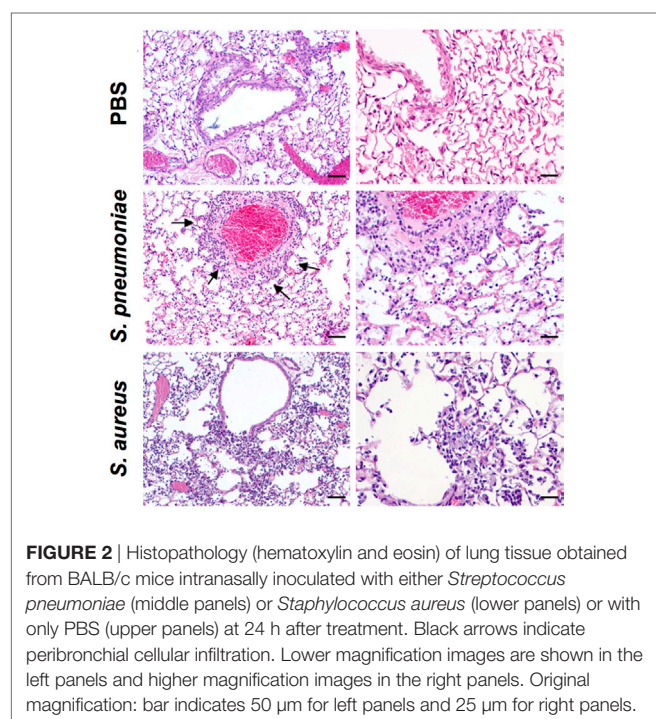 PBS
S. pneumoniae
S. aureus
FIGURE 2 | Histopathology (hematoxylin and eosin) of lung tissue obtained
from BALB/c mice intranasally inoculated with either Streptococcus
pneumoniae (middle panels) or Staphylococcus aureus (lower panels) or with
only PBS (upper panels) at 24 h after treatment. Black arrows indicate
peribronchial cellular infiltration. Lower magnification images are shown in the
left panels and higher magnification images in the right panels. Original
magnification: bar indicates 50 µm for left panels and 25 µm for right panels.